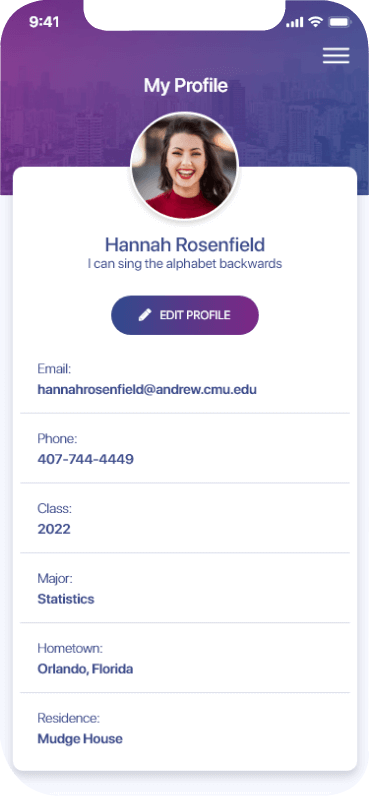 9:41
My Profile
Hannah Rosenfield
I can sing the alphabet backwards
EDIT PROFILE
Email:
hannahrosenfield@andrew.cmu.edu
Phone:
407-744-4449
Class:
2022
Major:
Statistics
Hometown:
Orlando, Florida
Residence:
Mudge House